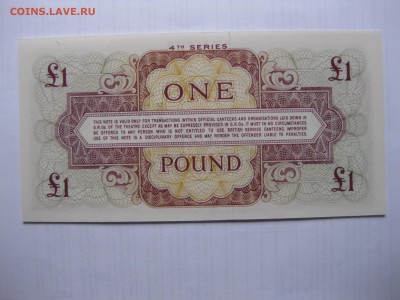 COINS.ЛАВЕ.RU
4TH SERIES
£1 £1
ONE
THIS NOTE IS VALID ONLY FOR TRANSACTIONS WITHIN OFFICIAL CANTEENS AND ORGANISATIONS LAID DOWN IN
G.R.Os. OF THE THEATRE EXCEPT AS MAY BE EXPRESSLY PROVIDED IN G.R.Os. IT MUST IN NO CIRCUMSTANCES
BE OFFERED TO ANY PERSON WHO IS NOT ENTITLED TO USE BRITISH SERVICE CANTEENS. IMPROPER
USE OF THIS NOTE IS A DISCIPLINARY OFFENCE AND MAY RENDER THE OFFENDER LIABLE TO PENALTIES.
POUND
£1 £1